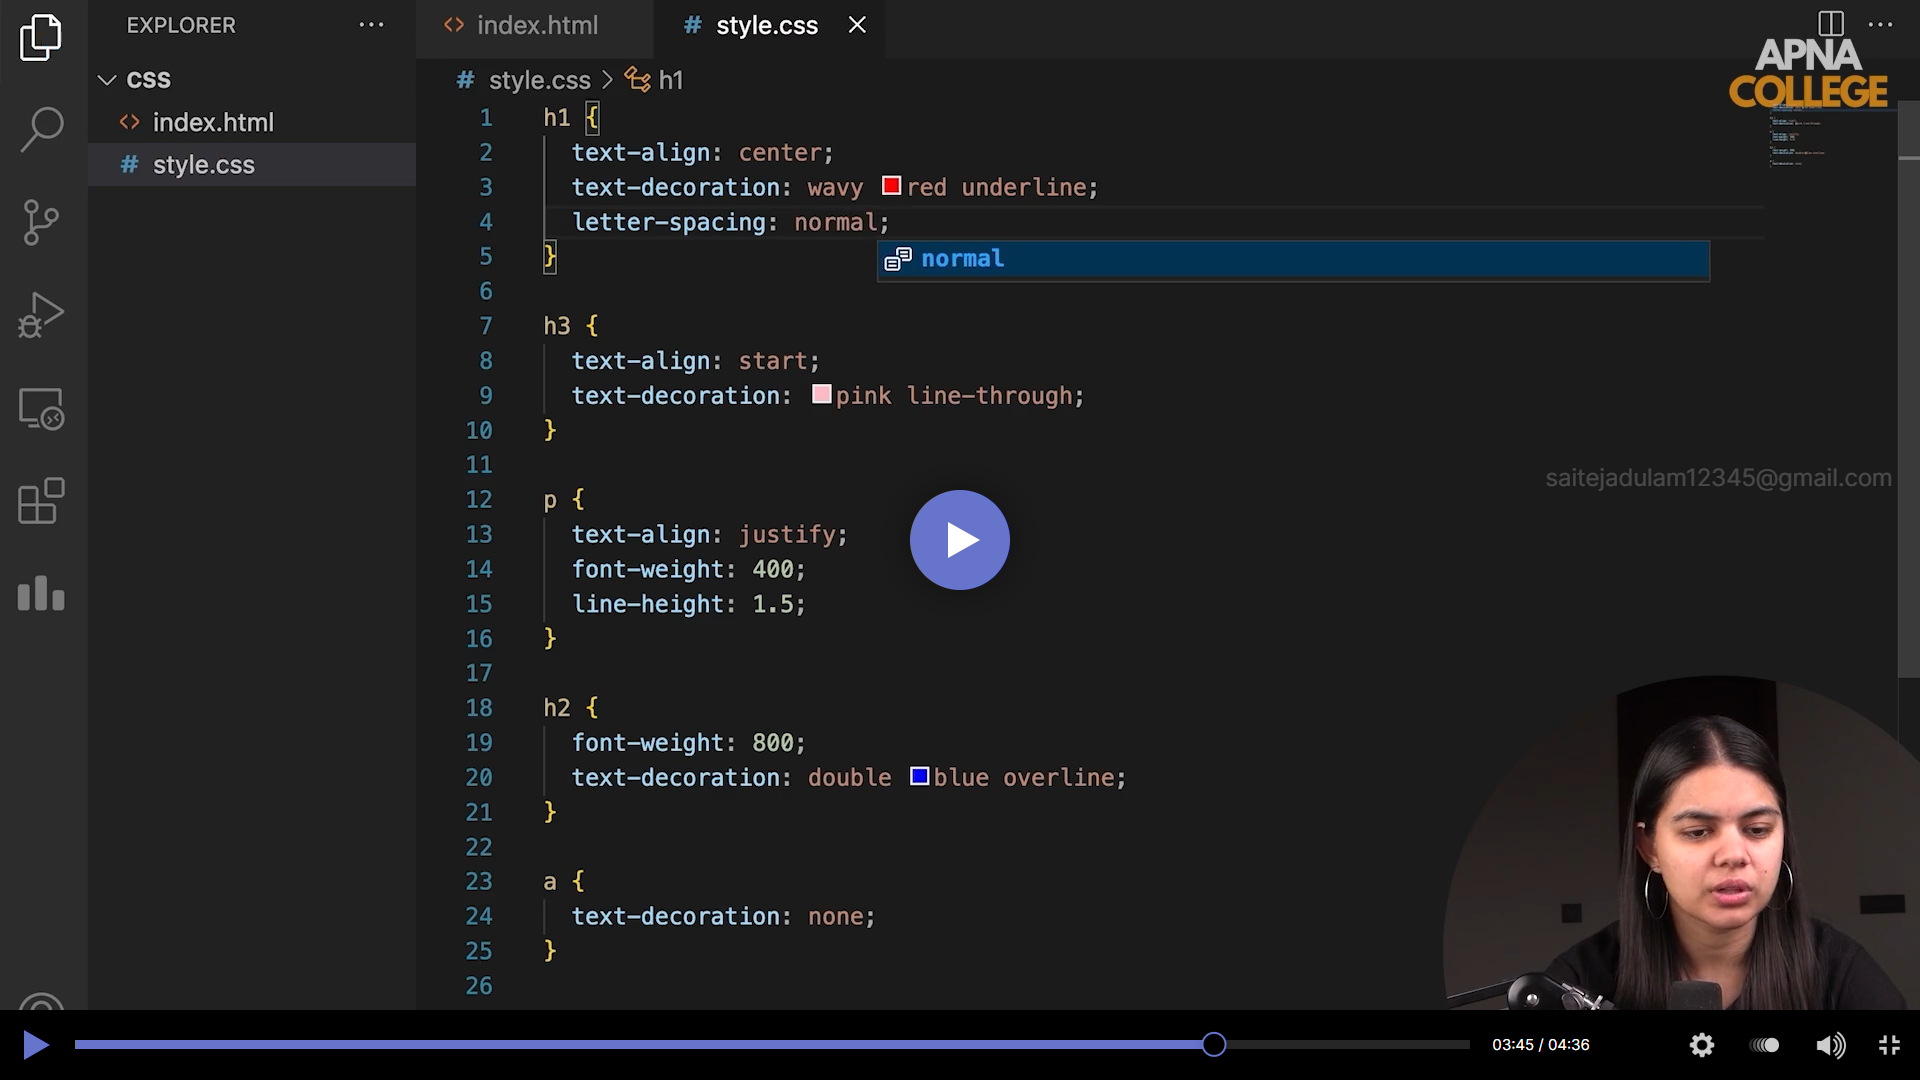 EXPLORER
index.html
style.css
APNA
COLLEGE
CSS
index.html
style.css
style.css > h1
1 h1 {
2 text-align: center;
3 text-decoration: wavy red underline;
4 letter-spacing: normal;
normal
5 }
6
7 h3 {
8 text-align: start;
9 text-decoration: pink line-through;
10 }
11
12 p {
13 text-align: justify;
14 font-weight: 400;
15 line-height: 1.5;
16 }
17
18 h2 {
19 font-weight: 800;
20 text-decoration: double blue overline;
21 }
22
23 a {
24 text-decoration: none;
25 }
26
saitejadulam12345@gmail.com
03:45 / 04:36